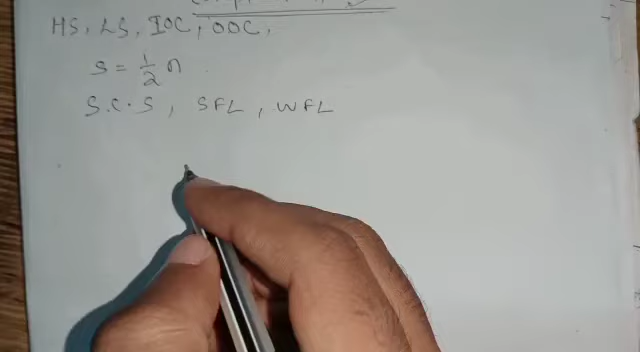 HS, LS, IOC, OOC,
S = 1/2 n
S.C.S, SFL, WFL